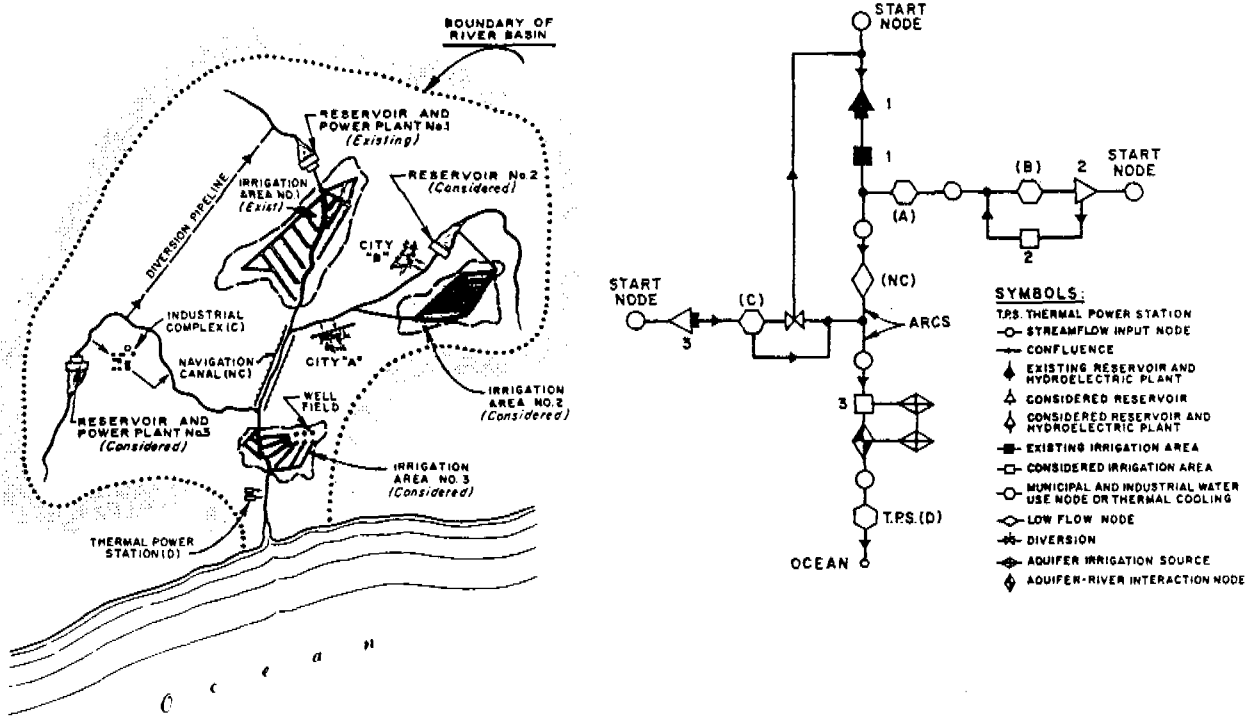 BOUNDARY OF
RIVER BASIN
RESERVOIR AND
POWER PLANT No.1
(Existing)
RESERVOIR No.2
(Considered)
IRRIGATION
AREA NO.1
(Exist)
DIVERSION PIPELINE
CITY
"B"
INDUSTRIAL
COMPLEX (C)
NAVIGATION
CANAL (NC)
CITY "A"
WELL
FIELD
IRRIGATION
AREA NO.2
(Considered)
RESERVOIR AND
POWER PLANT No.3
(Considered)
IRRIGATION
AREA NO. 3
(Considered)
THERMAL POWER
STATION (D)
Ocean
START
NODE
1
1
(A)
(B)
2
START
NODE
2
(NC)
START
NODE
3
(C)
ARCS
3
T.P.S.(D)
OCEAN
SYMBOLS:
T.P.S. THERMAL POWER STATION
STREAMFLOW INPUT NODE
CONFLUENCE
EXISTING RESERVOIR AND
HYDROELECTRIC PLANT
CONSIDERED RESERVOIR
CONSIDERED RESERVOIR AND
HYDROELECTRIC PLANT
EXISTING IRRIGATION AREA
CONSIDERED IRRIGATION AREA
MUNICIPAL AND INDUSTRIAL WATER
USE NODE OR THERMAL COOLING
LOW FLOW NODE
DIVERSION
AQUIFER IRRIGATION SOURCE
AQUIFER-RIVER INTERACTION NODE